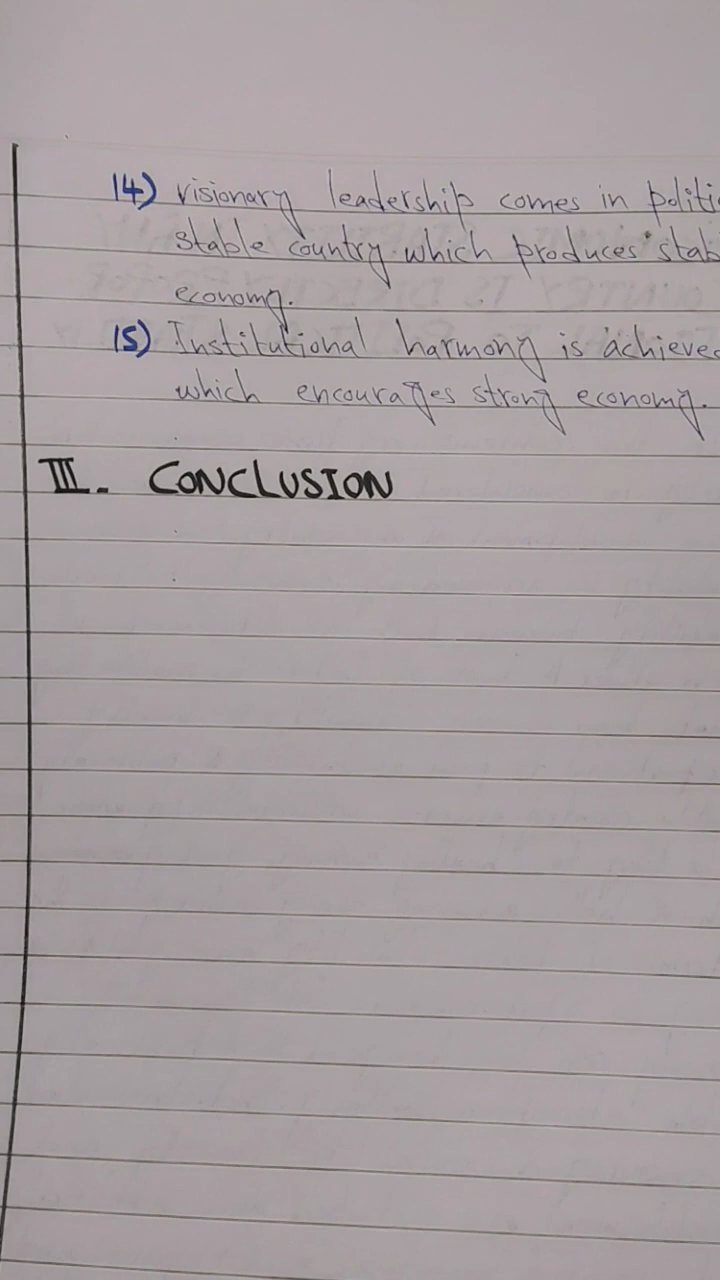 14) visionary leadership comes in politi
stable country which produces stab
economy.
15) Institutional harmony is achieve
which encourages strong economy.
III. CONCLUSION